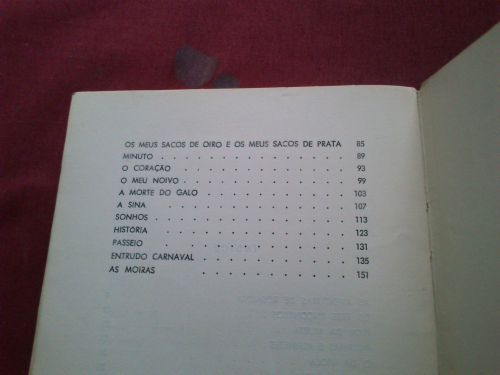 OS MEUS SACOS DE OIRO E OS MEUS SACOS DE PRATA 85
MINUTO . . . . . . . . . . . . . . . . 89
O CORAÇÃO . . . . . . . . . . . . . . 93
O MEU NOIVO . . . . . . . . . . . . . 99
A MORTE DO GALO . . . . . . . . . . . 103
A SINA . . . . . . . . . . . . . . . 107
SONHOS . . . . . . . . . . . . . . . 113
HISTÓRIA . . . . . . . . . . . . . . 123
PASSEIO . . . . . . . . . . . . . . . 131
ENTRUDO CARNAVAL . . . . . . . . . . . 135
AS MOIRAS . . . . . . . . . . . . 151